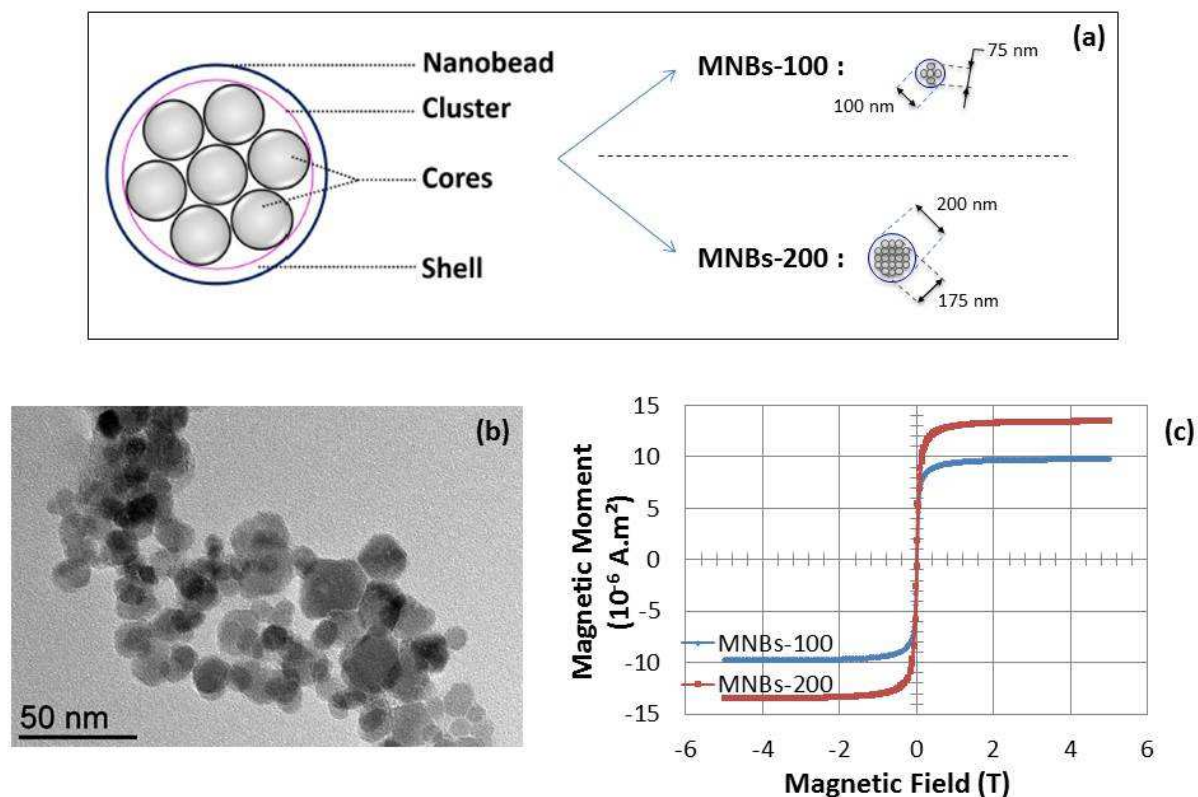 (a)
Nanobead
Cluster
Cores
Shell
MNBs-100 :
75 nm
100 nm
MNBs-200 :
200 nm
175 nm
(b)
50 nm
(c)
Magnetic Moment
(10⁻⁶ A.m²)
15
10
5
0
-5
-10
-15
MNBs-100
MNBs-200
-6 -4 -2 0 2 4 6
Magnetic Field (T)